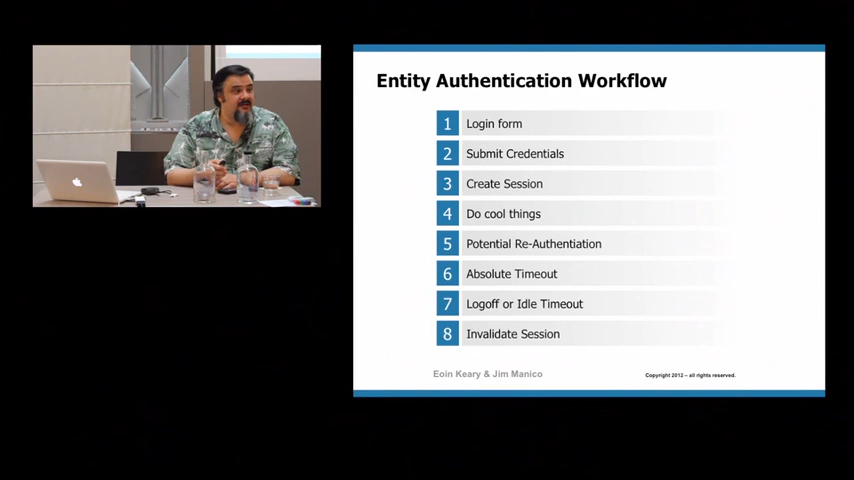 Entity Authentication Workflow
1 Login form
2 Submit Credentials
3 Create Session
4 Do cool things
5 Potential Re-Authentiation
6 Absolute Timeout
7 Logoff or Idle Timeout
8 Invalidate Session
Eoin Keary & Jim Manico
Copyright 2012 – all rights reserved.